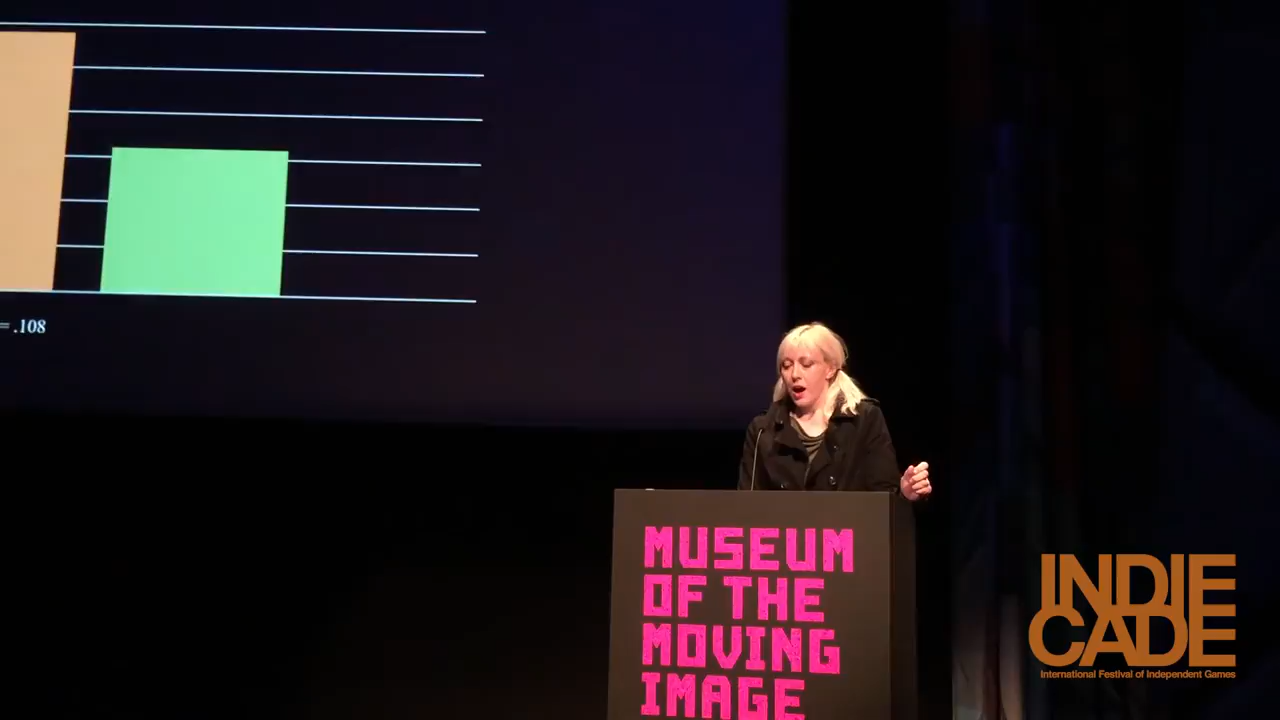 = .108
MUSEUM
OF THE
MOVING
IMAGE
INDIE
CADE
International Festival of Independent Games